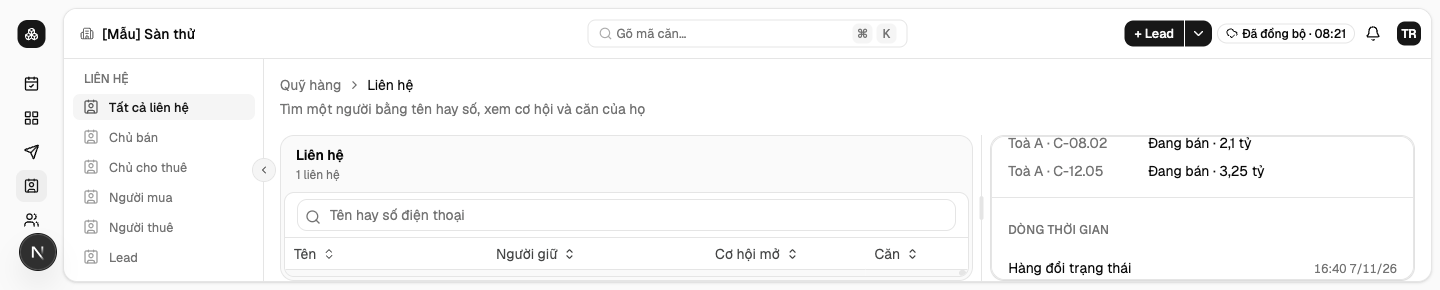 [Mẫu] Sàn thử
Gõ mã căn...
⌘ K
+ Lead
Đã đồng bộ · 08:21
TR
LIÊN HỆ
Tất cả liên hệ
Chủ bán
Chủ cho thuê
Người mua
Người thuê
Lead
N
Quỹ hàng > Liên hệ
Tìm một người bằng tên hay số, xem cơ hội và căn của họ
Liên hệ
1 liên hệ
Tên hay số điện thoại
Tên Người giữ Cơ hội mở Căn
Toà A · C-08.02 Đang bán · 2,1 tỷ
Toà A · C-12.05 Đang bán · 3,25 tỷ
DÒNG THỜI GIAN
Hàng đổi trạng thái 16:40 7/11/26